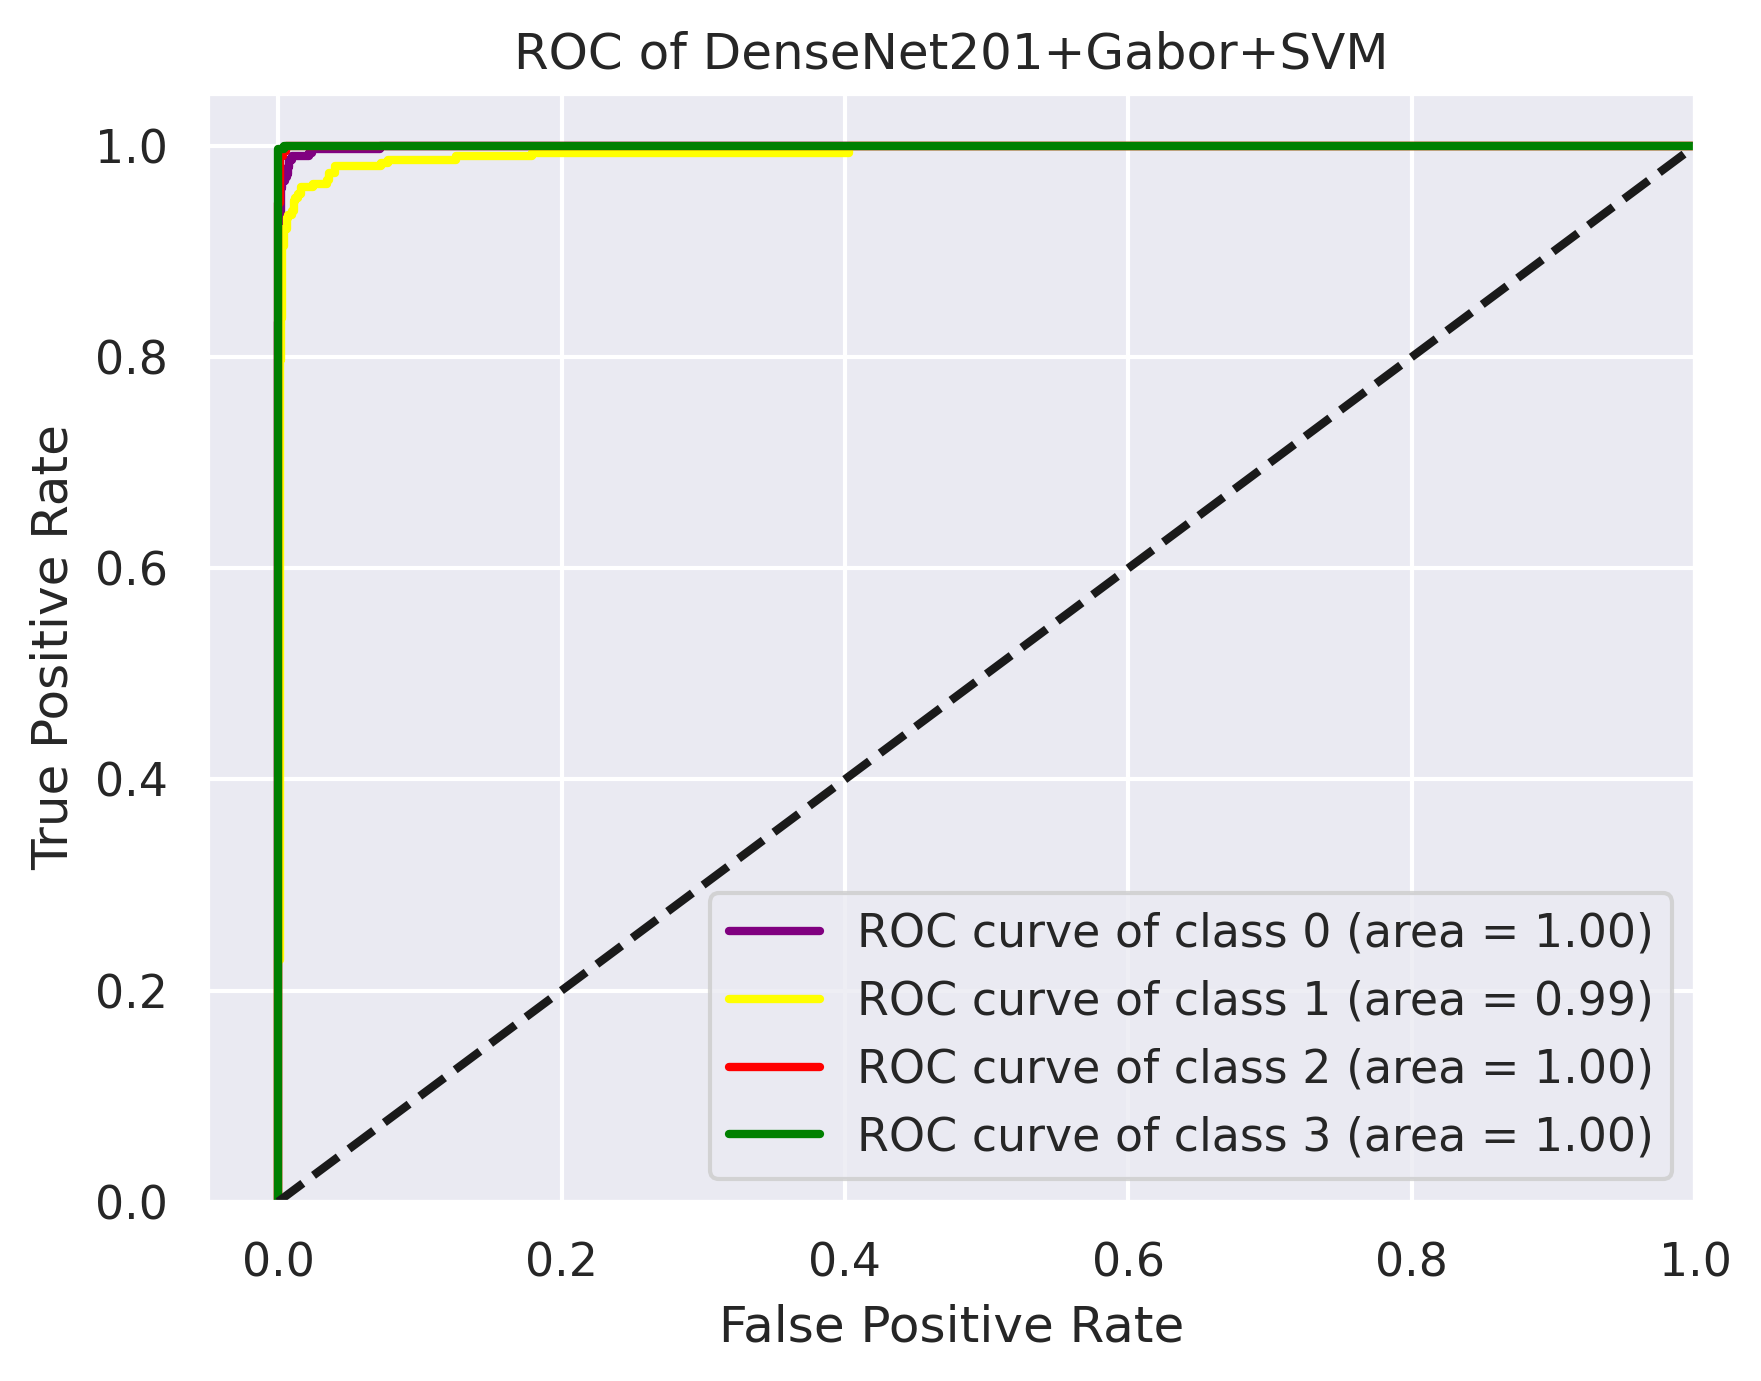 ROC of DenseNet201+Gabor+SVM
1.0
0.8
0.6
0.4
0.2
0.0
True Positive Rate
ROC curve of class 0 (area = 1.00)
ROC curve of class 1 (area = 0.99)
ROC curve of class 2 (area = 1.00)
ROC curve of class 3 (area = 1.00)
0.0 0.2 0.4 0.6 0.8 1.0
False Positive Rate